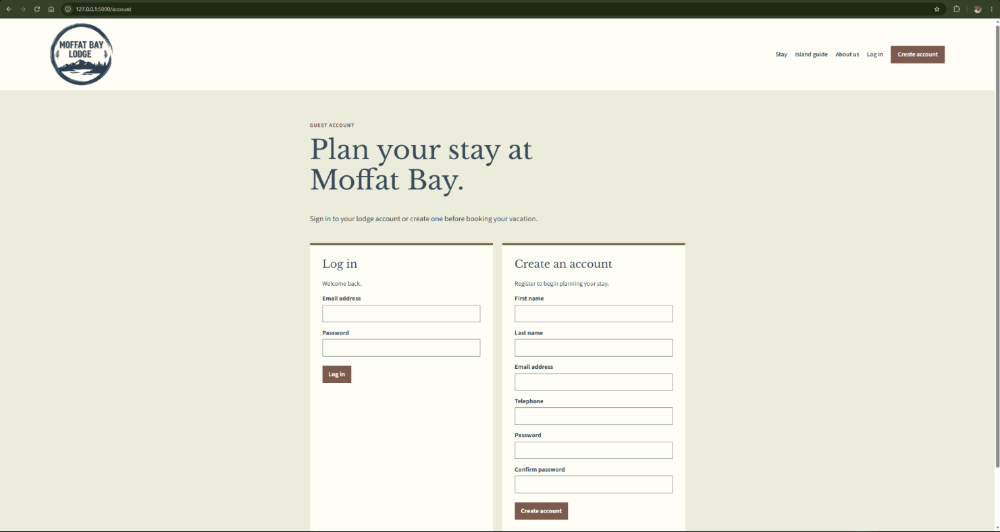 127.0.0.1:5000/account
MOFFAT BAY
LODGE
Stay
Island guide
About us
Log in
Create account
GUEST ACCOUNT
Plan your stay at
Moffat Bay.
Sign in to your lodge account or create one before booking your vacation.
Log in
Welcome back.
Email address
Password
Log in
Create an account
Register to begin planning your stay.
First name
Last name
Email address
Telephone
Password
Confirm password
Create account